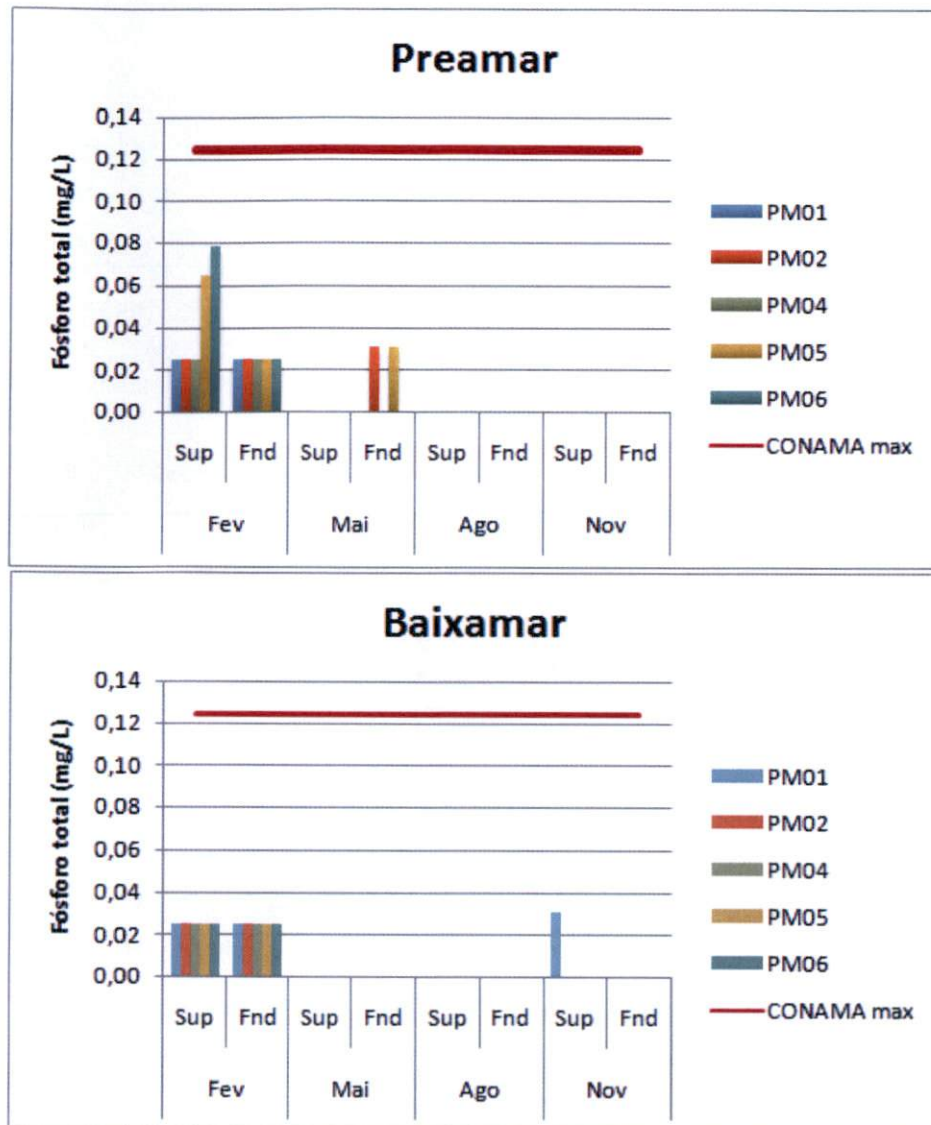 Preamar
Fósforo total (mg/L)
0,14
0,12
0,10
0,08
0,06
0,04
0,02
0,00
Sup Fnd Sup Fnd Sup Fnd Sup Fnd
Fev Mai Ago Nov
PM01
PM02
PM04
PM05
PM06
CONAMA max
Baixamar
Fósforo total (mg/L)
0,14
0,12
0,10
0,08
0,06
0,04
0,02
0,00
Sup Fnd Sup Fnd Sup Fnd Sup Fnd
Fev Mai Ago Nov
PM01
PM02
PM04
PM05
PM06
CONAMA max